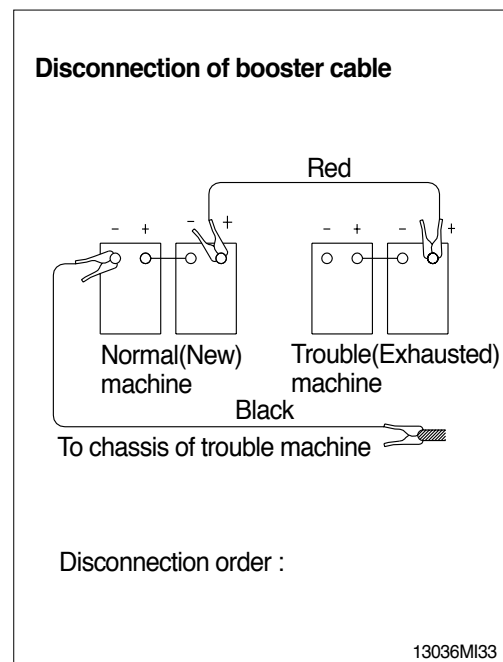 Disconnection of booster cable
Red
- + - + - + - +
Normal(New)
machine
Trouble(Exhausted)
machine
Black
To chassis of trouble machine
Disconnection order :
13036MI33